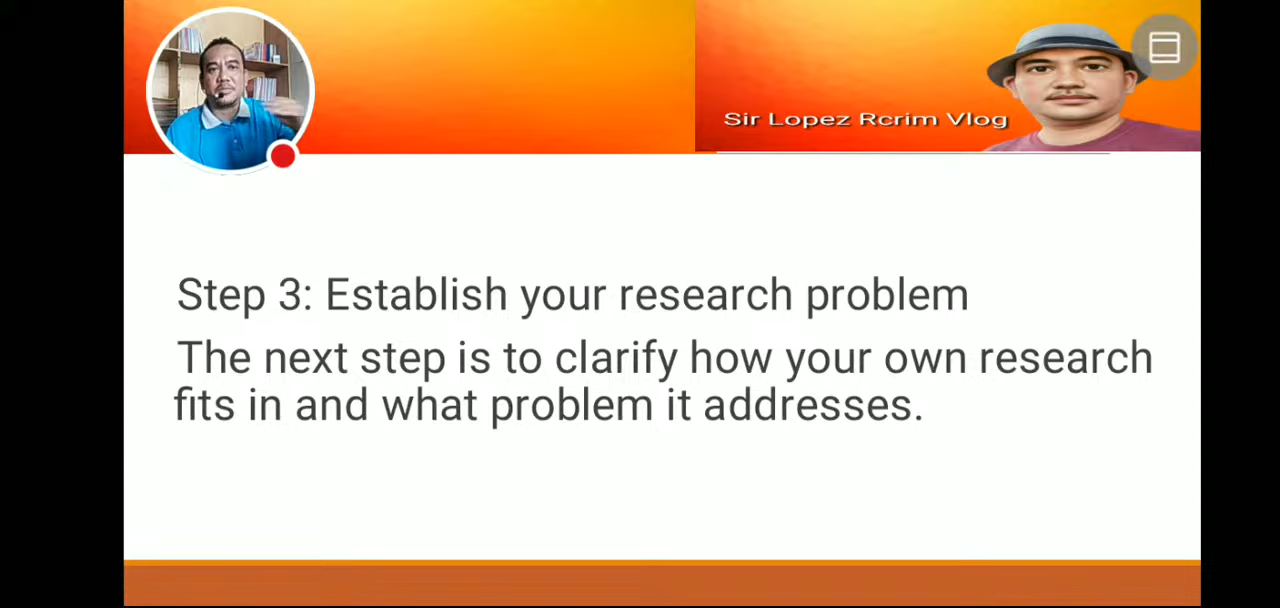 Sir Lopez Rcrim Vlog
Step 3: Establish your research problem
The next step is to clarify how your own research
fits in and what problem it addresses.